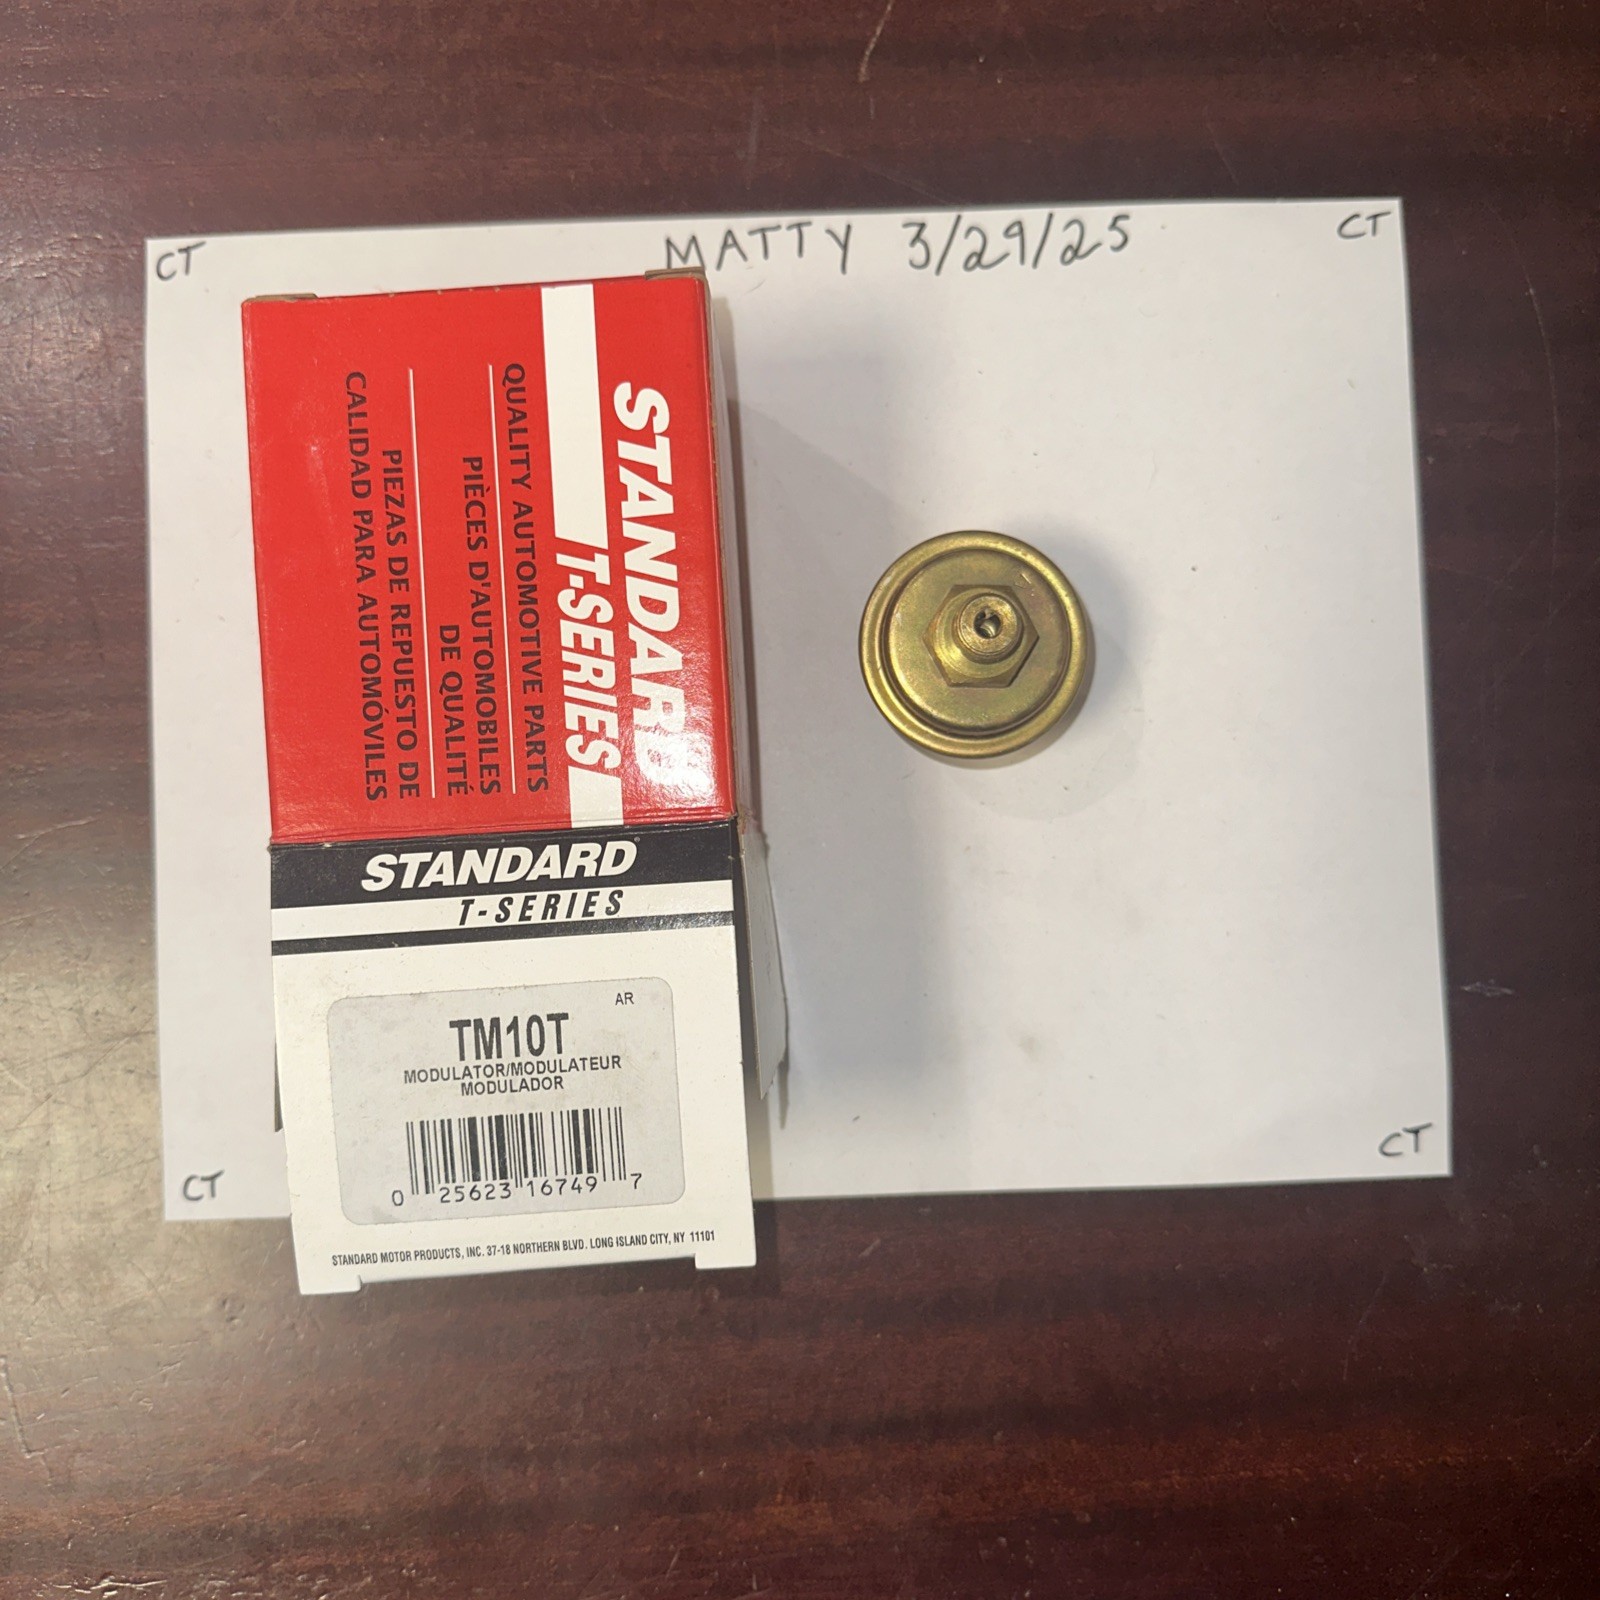 CT
MATTY 3/29/25
CT
STANDARD
T-SERIES
QUALITY AUTOMOTIVE PARTS
PIÈCES D'AUTOMOBILES
DE QUALITÉ
PIEZAS DE REPUESTO DE
CALIDAD PARA AUTOMÓVILES
STANDARD
T-SERIES
AR
TM10T
MODULATOR/MODULATEUR
MODULADOR
0 25623 16749 7
STANDARD MOTOR PRODUCTS, INC. 37-18 NORTHERN BLVD. LONG ISLAND CITY, NY 11101
CT
CT